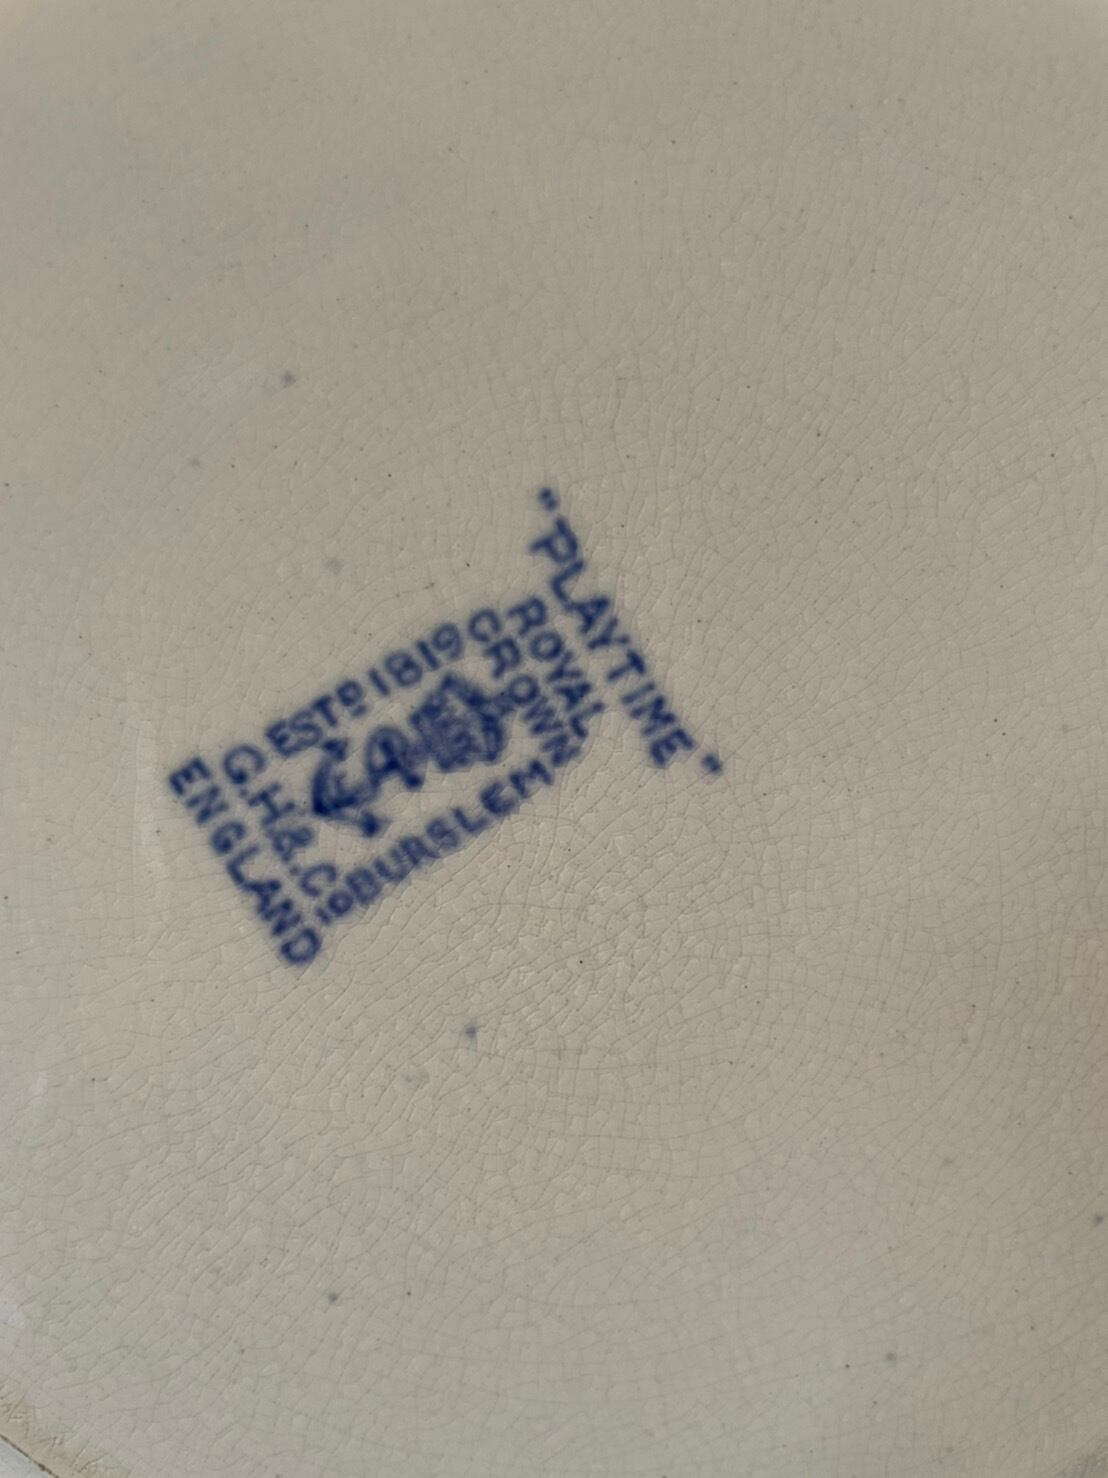 "PLAYTIME"
ROYAL
CROWN
ESTD 1819
BURSLEM
G.H.&.Co
ENGLAND